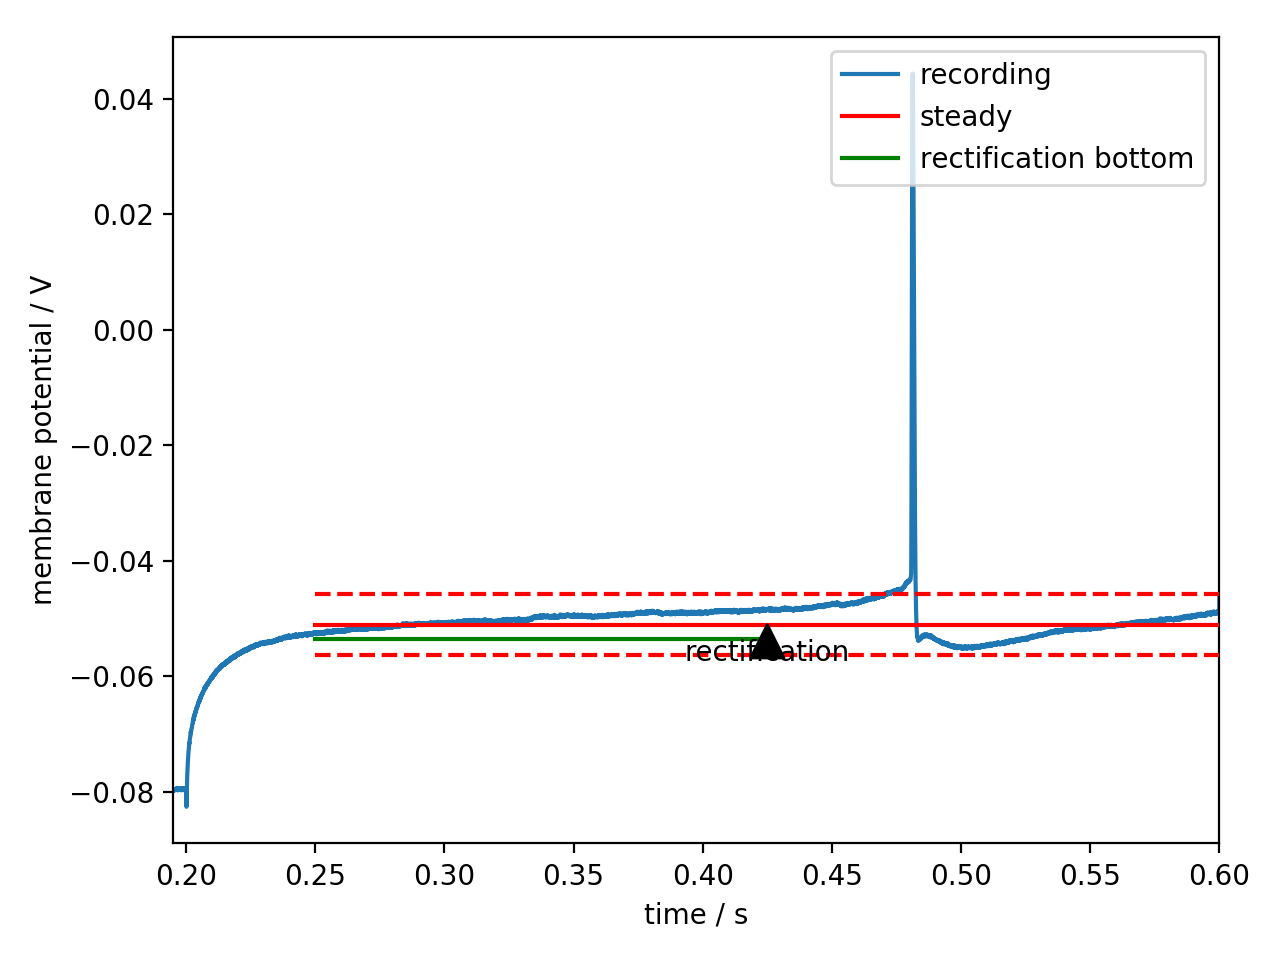 recording
steady
rectification bottom
0.04
0.02
0.00
−0.02
−0.04
−0.06
−0.08
membrane potential / V
rectification
0.20 0.25 0.30 0.35 0.40 0.45 0.50 0.55 0.60
time / s